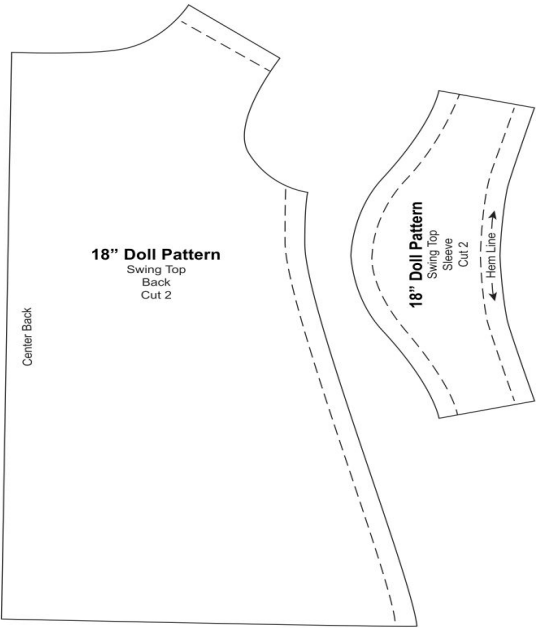 18” Doll Pattern
Swing Top
Back
Cut 2
Center Back
18” Doll Pattern
Swing Top
Sleeve
Cut 2
Hem Line